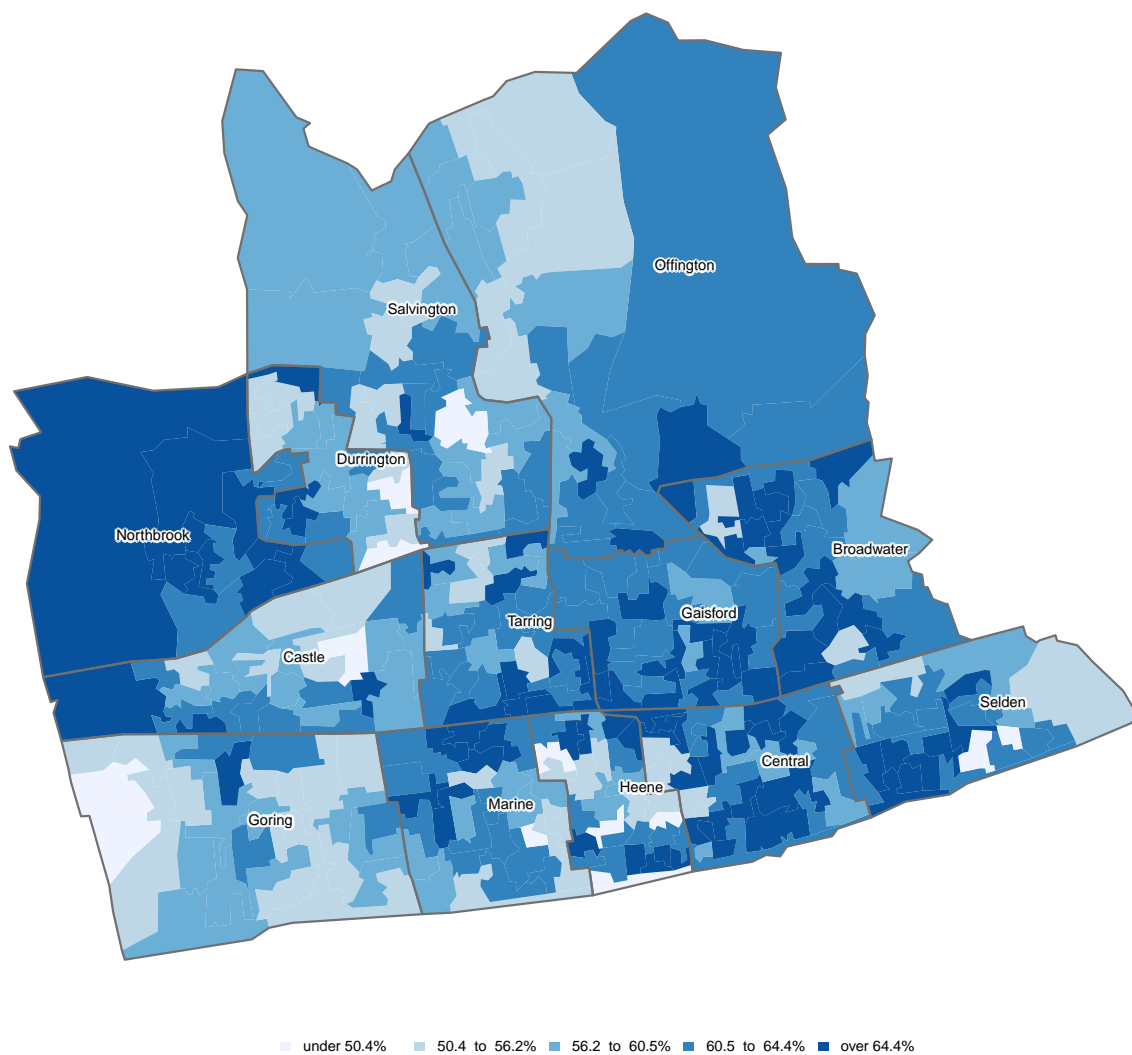 Offington
Salvington
Durrington
Northbrook
Broadwater
Gaisford
Tarring
Castle
Selden
Central
Heene
Marine
Goring
under 50.4% 50.4 to 56.2% 56.2 to 60.5% 60.5 to 64.4% over 64.4%